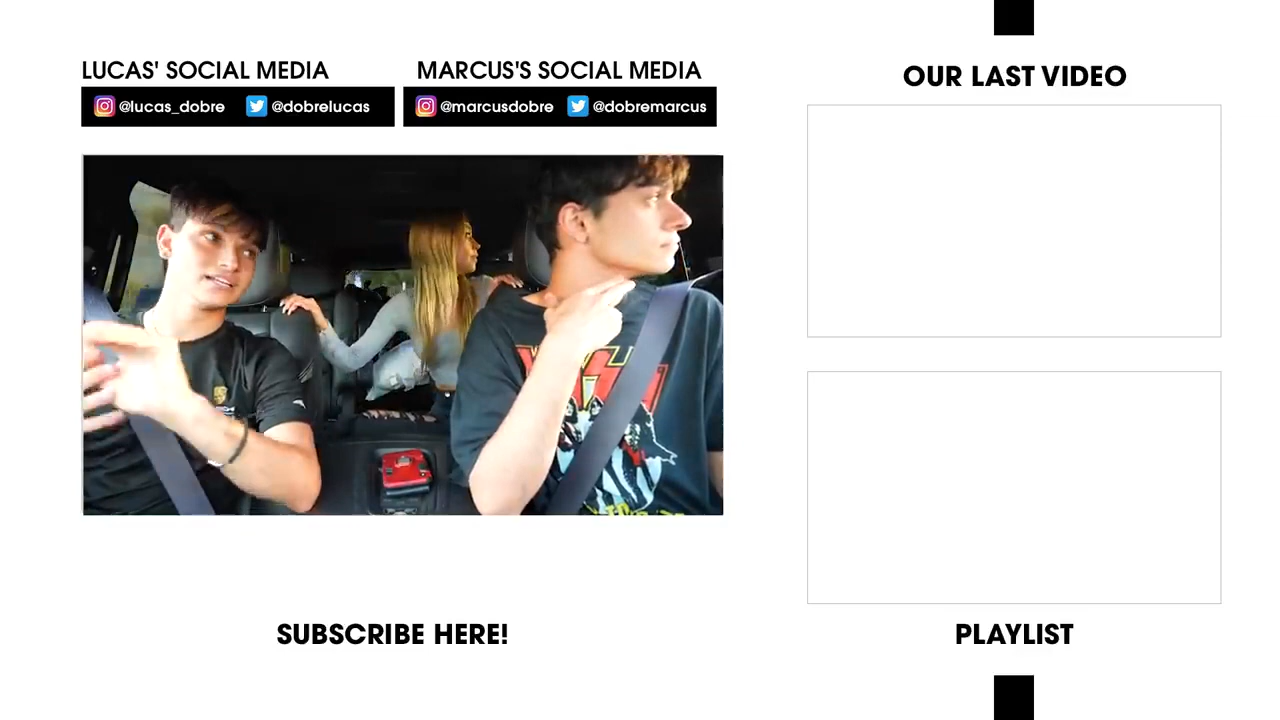 LUCAS' SOCIAL MEDIA
@lucas_dobre @dobrelucas
MARCUS'S SOCIAL MEDIA
@marcusdobre @dobremarcus
OUR LAST VIDEO
SUBSCRIBE HERE!
PLAYLIST